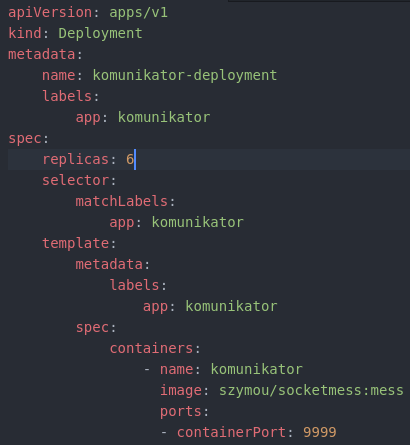 apiVersion: apps/v1
kind: Deployment
metadata:
    name: komunikator-deployment
    labels:
        app: komunikator
spec:
    replicas: 6
    selector:
        matchLabels:
            app: komunikator
    template:
        metadata:
            labels:
                app: komunikator
        spec:
            containers:
                - name: komunikator
                  image: szymou/socketmess:mess
                  ports:
                  - containerPort: 9999